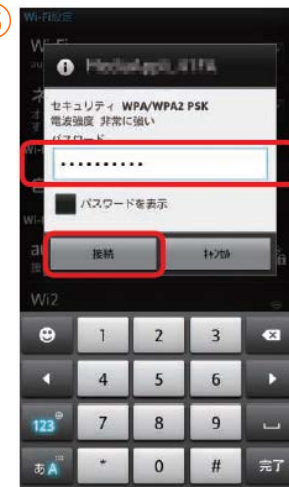 Wi-Fi設定
セキュリティ WPA/WPA2 PSK
電波強度 非常に強い
パスワード
••••••••••
パスワードを表示
接続
ｷｬﾝｾﾙ
Wi2
1 2 3
4 5 6
123 7 8 9
あA * 0 # 完了